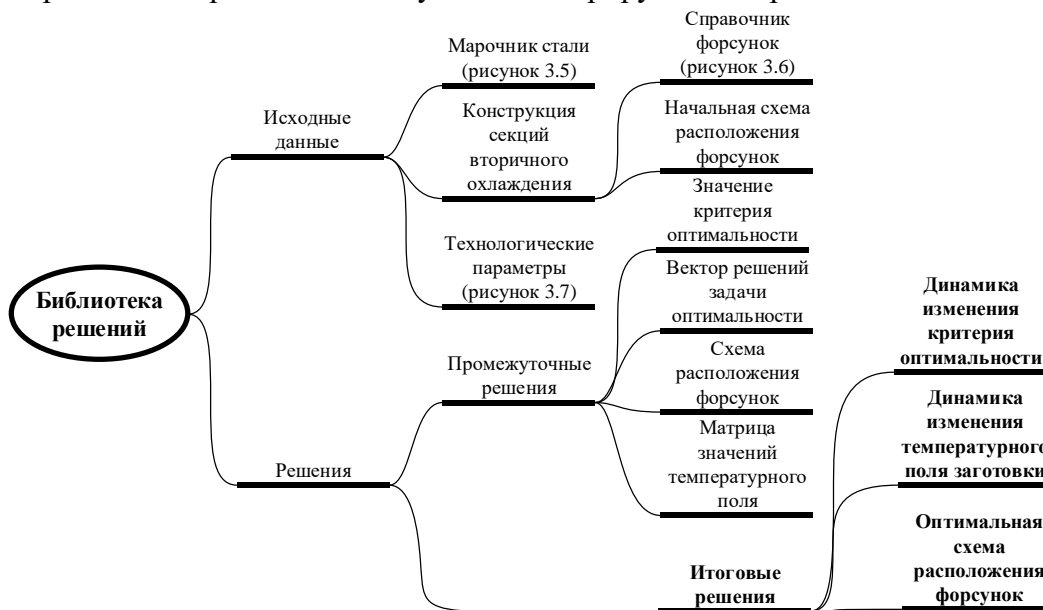 Справочник
форсунок
(рисунок 3.6)
Марочник стали
(рисунок 3.5)
Исходные
данные
Конструкция
секций
вторичного
охлаждения
Начальная схема
расположения
форсунок
Значение
критерия
оптимальности
Технологические
параметры
(рисунок 3.7)
Вектор решений
задачи
оптимальности
Библиотека
решений
Динамика
изменения
критерия
оптимальности
Промежуточные
решения
Схема
расположения
форсунок
Динамика
изменения
температурного
поля заготовки
Матрица
значений
температурного
поля
Решения
Оптимальная
схема
расположения
форсунок
Итоговые
решения